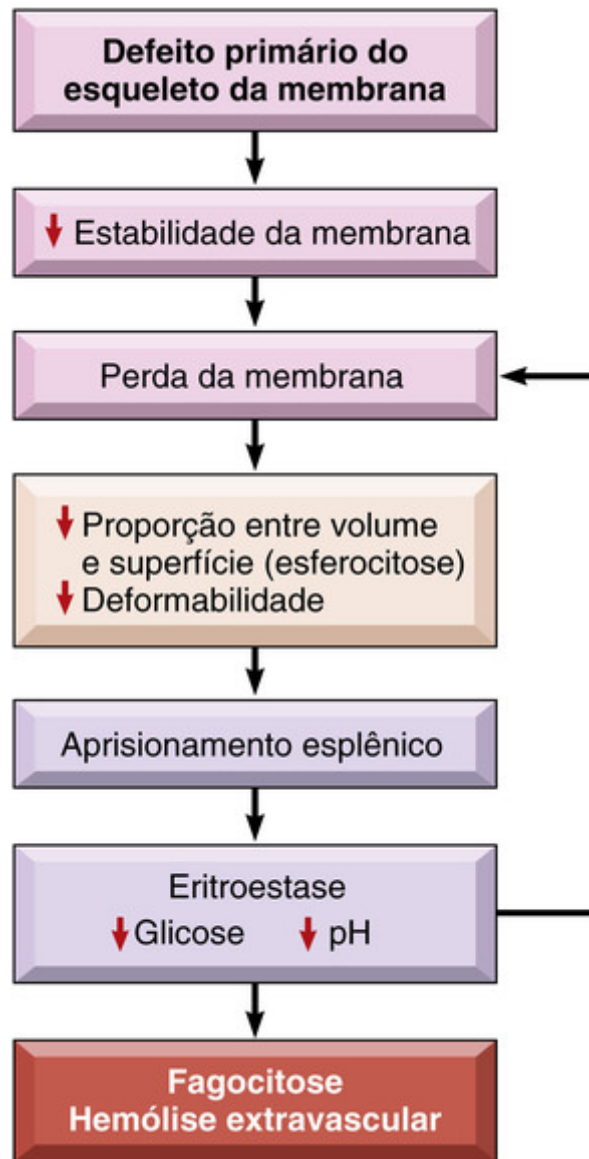 Defeito primário do
esqueleto da membrana
Estabilidade da membrana
Perda da membrana
Proporção entre volume
e superfície (esferocitose)
Deformabilidade
Aprisionamento esplênico
Eritroestase
Glicose pH
Fagocitose
Hemólise extravascular